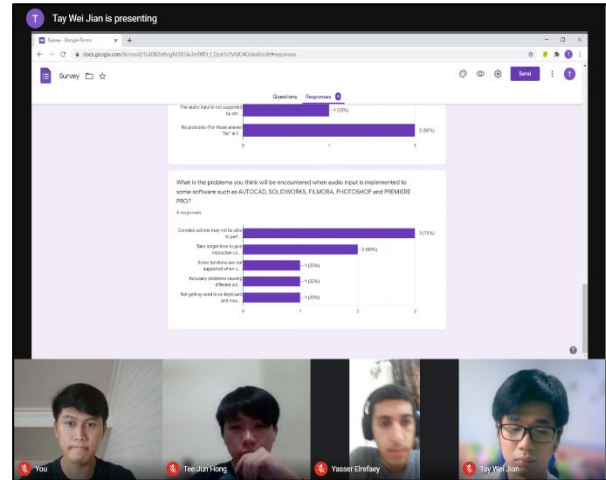 T Tay Wei Jian is presenting
Survey - Google Forms
Survey
Send
T
Questions Responses 4
The audio input is not supported
by
1 (25%)
No problems (For those answer
"No" in
2 (50%)
0 1 2
What is the problems you think will be encountered when audio input is implemented to
some software such as AUTOCAD, SOLIDWORKS, FILMORA, PHOTOSHOP and PREMIERE
PRO?
4 responses
Complex actions may not be able
to
3 (75%)
Take longer time to give
instruction
2 (50%)
Some functions are not
supported when
1 (25%)
Accuracy problems causing
different
1 (25%)
Not getting used to no keyboard
and
1 (25%)
0 1 2 3
You
Tee Jun Hong
Yasser Elrefaey
Tay Wei Jian